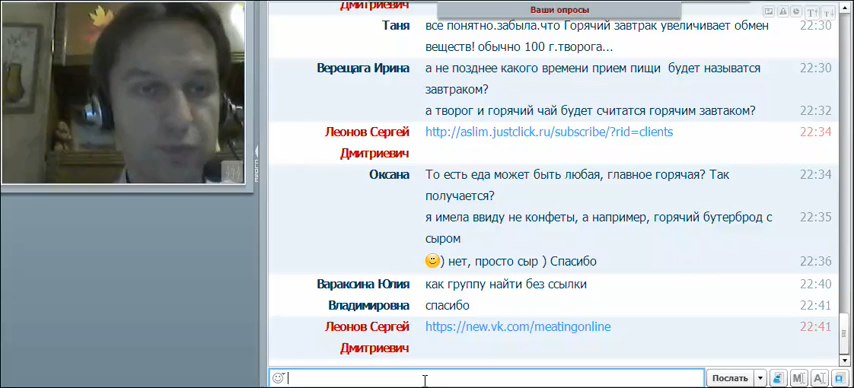 Ваши опросы
Дмитриевич
Таня все понятно.забыла.что Горячий завтрак увеличивает обмен 22:30
веществ! обычно 100 г.творога...
Верещага Ирина а не позднее какого времени прием пищи будет называтся 22:30
завтраком?
а творог и горячий чай будет считатся горячим завтаком? 22:32
Леонов Сергей http://aslim.justclick.ru/subscribe/?rid=clients 22:34
Дмитриевич
Оксана То есть еда может быть любая, главное горячая? Так 22:34
получается?
я имела ввиду не конфеты, а например, горячий бутерброд с 22:35
сыром
) нет, просто сыр ) Спасибо 22:36
Вараксина Юлия как группу найти без ссылки 22:40
Владимировна спасибо 22:41
Леонов Сергей https://new.vk.com/meatingonline 22:41
Дмитриевич
Послать